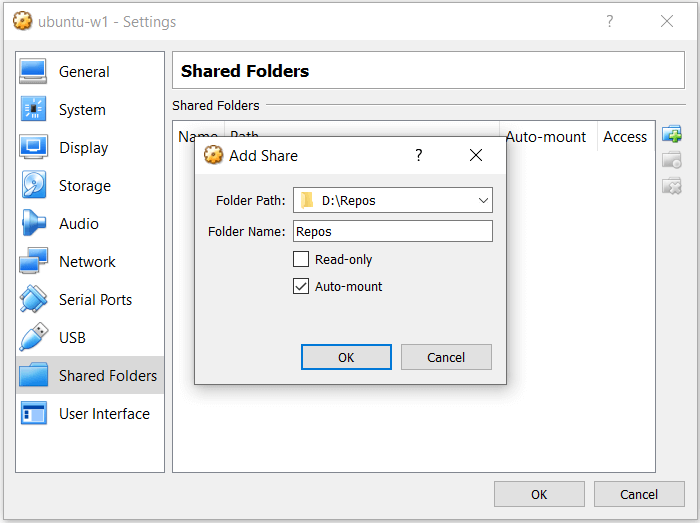 ubuntu-w1 - Settings
?
General
System
Display
Storage
Audio
Network
Serial Ports
USB
Shared Folders
User Interface
Shared Folders
Shared Folders
Name Path Auto-mount Access
Add Share
?
Folder Path: D:\Repos
Folder Name: Repos
Read-only
Auto-mount
OK Cancel
OK Cancel